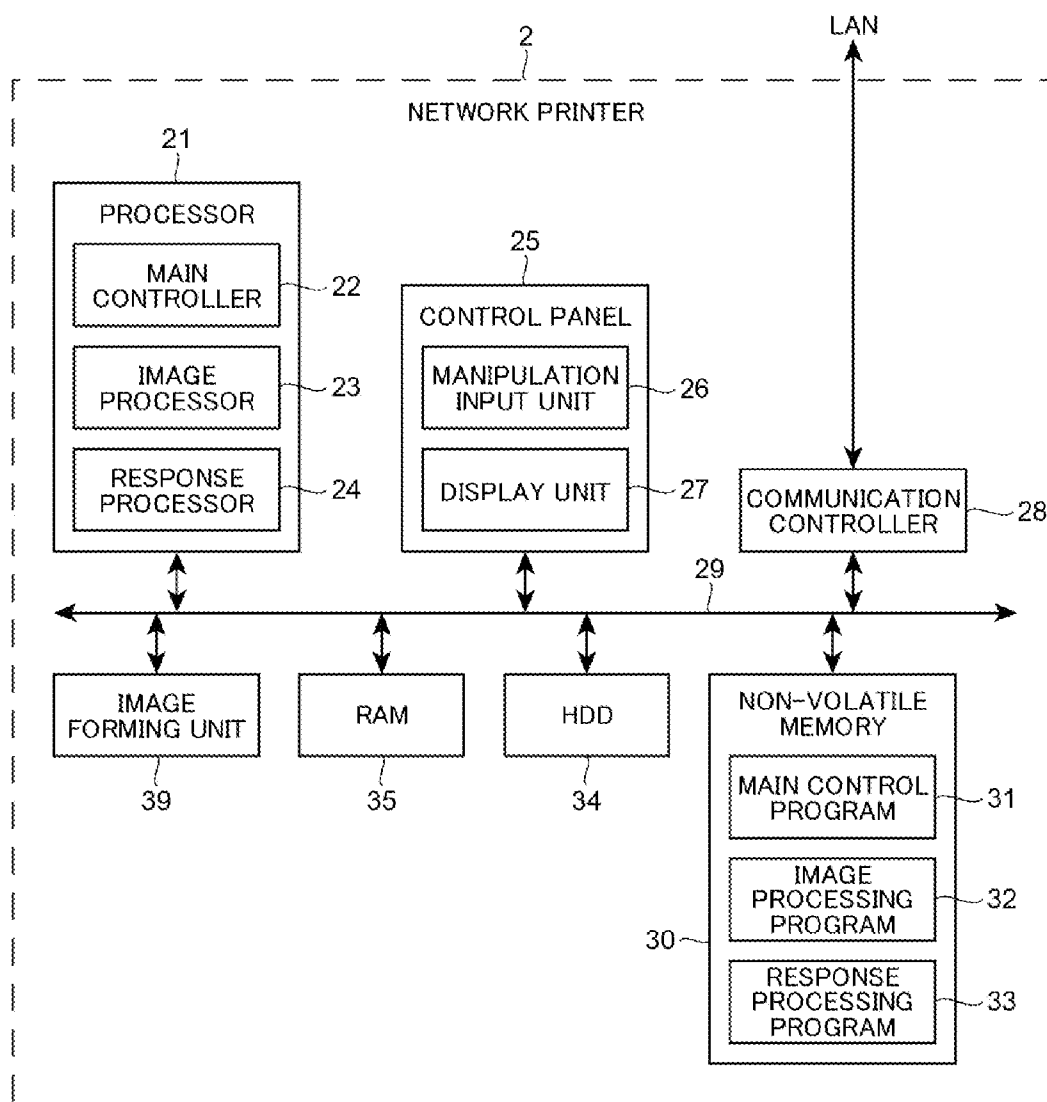 LAN
2
NETWORK PRINTER
21
PROCESSOR
MAIN
CONTROLLER
22
IMAGE
PROCESSOR
23
RESPONSE
PROCESSOR
24
25
CONTROL PANEL
MANIPULATION
INPUT UNIT
26
DISPLAY UNIT
27
COMMUNICATION
CONTROLLER
28
29
IMAGE
FORMING UNIT
39
RAM
35
HDD
34
NON-VOLATILE
MEMORY
MAIN CONTROL
PROGRAM
31
IMAGE
PROCESSING
PROGRAM
32
30
RESPONSE
PROCESSING
PROGRAM
33